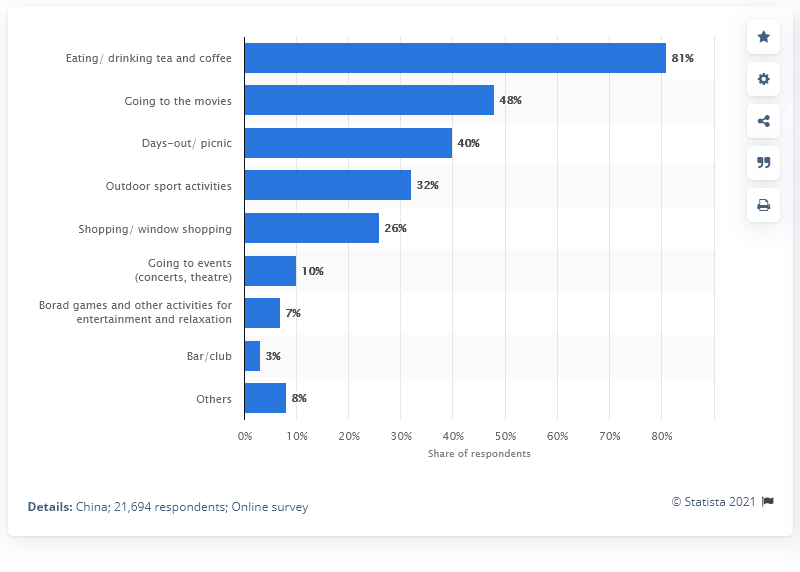 Eating/ drinking tea and coffee
81%
Going to the movies
48%
Days-out/ picnic
40%
Outdoor sport activities
32%
Shopping/ window shopping
26%
Going to events
(concerts, theatre)
10%
Borad games and other activities for
entertainment and relaxation
7%
Bar/club
3%
Others
8%
0% 10% 20% 30% 40% 50% 60% 70% 80%
Share of respondents
Details: China; 21,694 respondents; Online survey
© Statista 2021